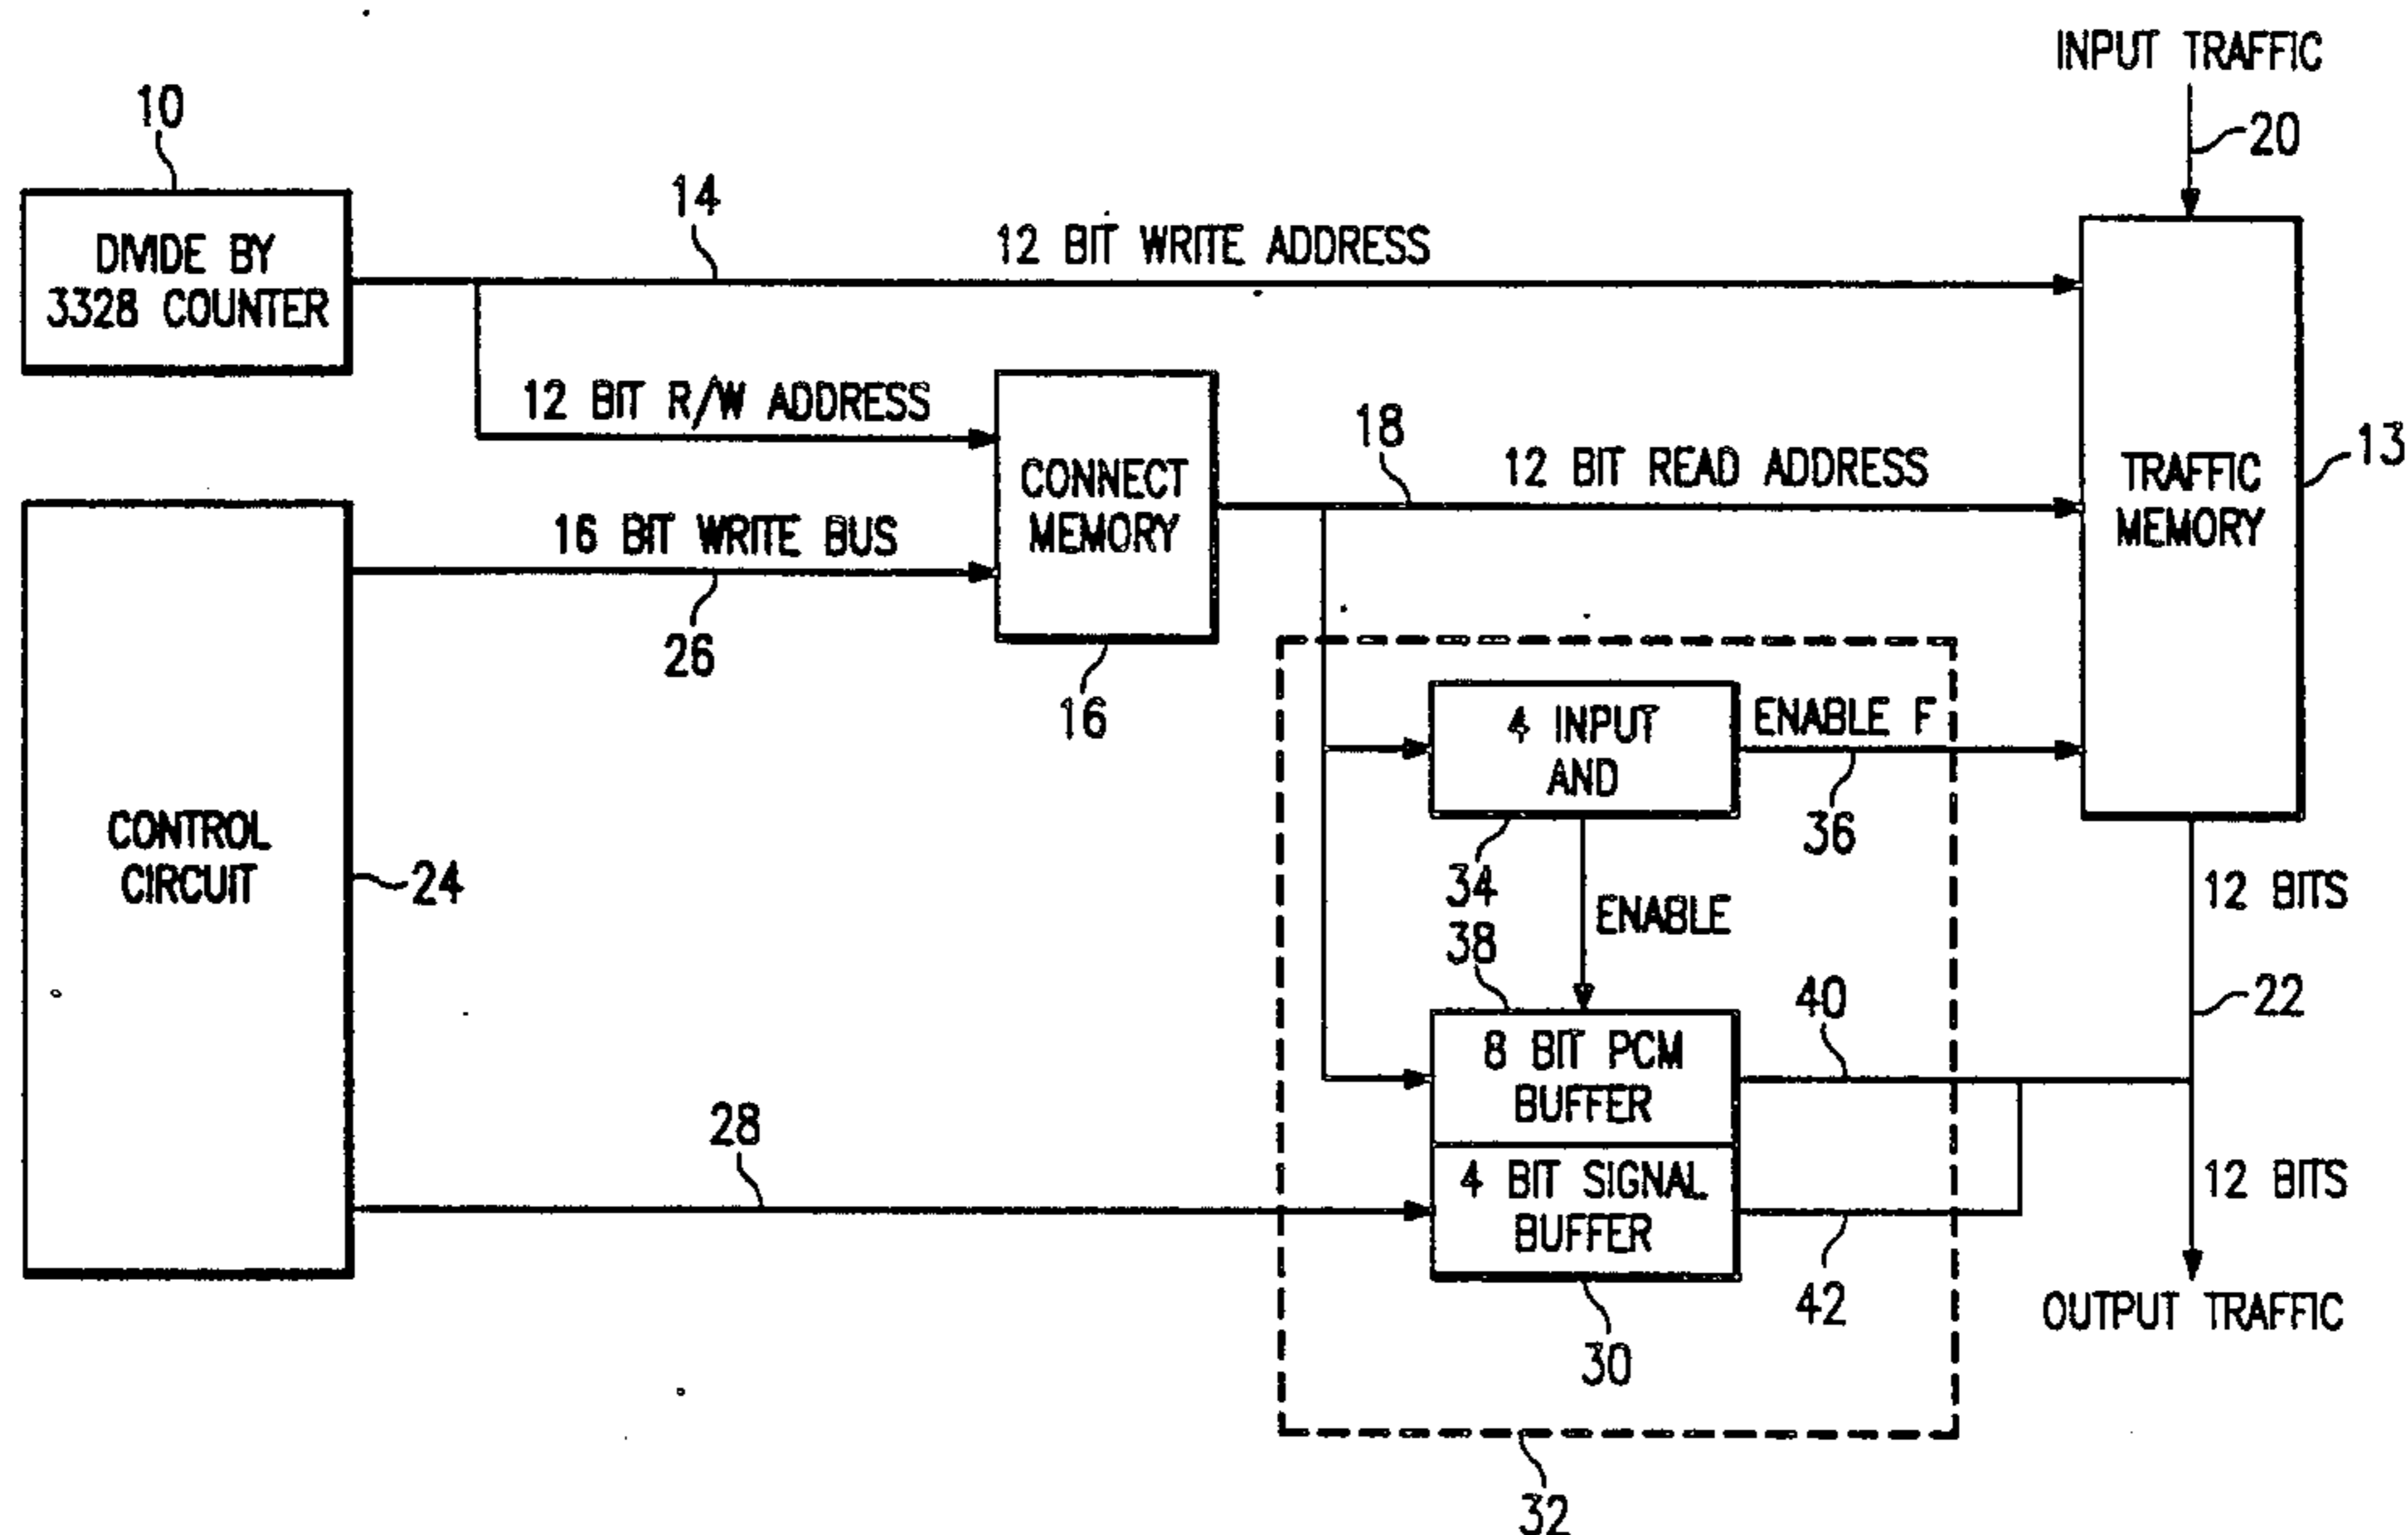 INPUT TRAFFIC
20
10
DIVIDE BY
3328 COUNTER
14
12 BIT WRITE ADDRESS
12 BIT R/W ADDRESS
CONNECT
MEMORY
16
18
12 BIT READ ADDRESS
TRAFFIC
MEMORY
13
16 BIT WRITE BUS
26
CONTROL
CIRCUIT
24
4 INPUT
AND
34
ENABLE F
36
ENABLE
38
8 BIT PCM
BUFFER
40
12 BITS
22
28
4 BIT SIGNAL
BUFFER
30
42
12 BITS
OUTPUT TRAFFIC
32